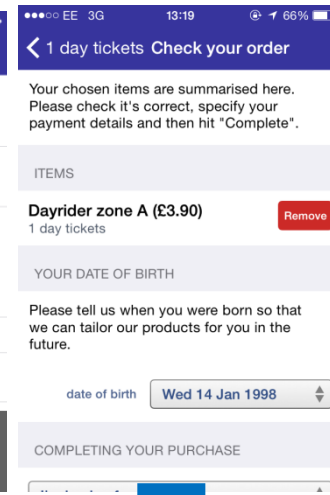 EE 3G 13:19 66%
1 day tickets Check your order
Your chosen items are summarised here.
Please check it's correct, specify your
payment details and then hit "Complete".
ITEMS
Dayrider zone A (£3.90)
Remove
1 day tickets
YOUR DATE OF BIRTH
Please tell us when you were born so that
we can tailor our products for you in the
future.
date of birth Wed 14 Jan 1998
COMPLETING YOUR PURCHASE